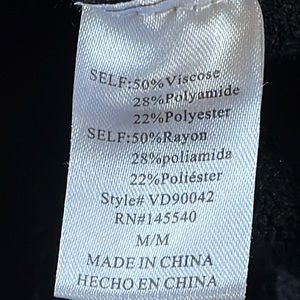 SELF:50%Viscose
28%Polyamide
22%Polyester
SELF:50%Rayon
28%poliamida
22%Poliéster
Style# VD90042
RN#145540
M/M
MADE IN CHINA
HECHO EN CHINA